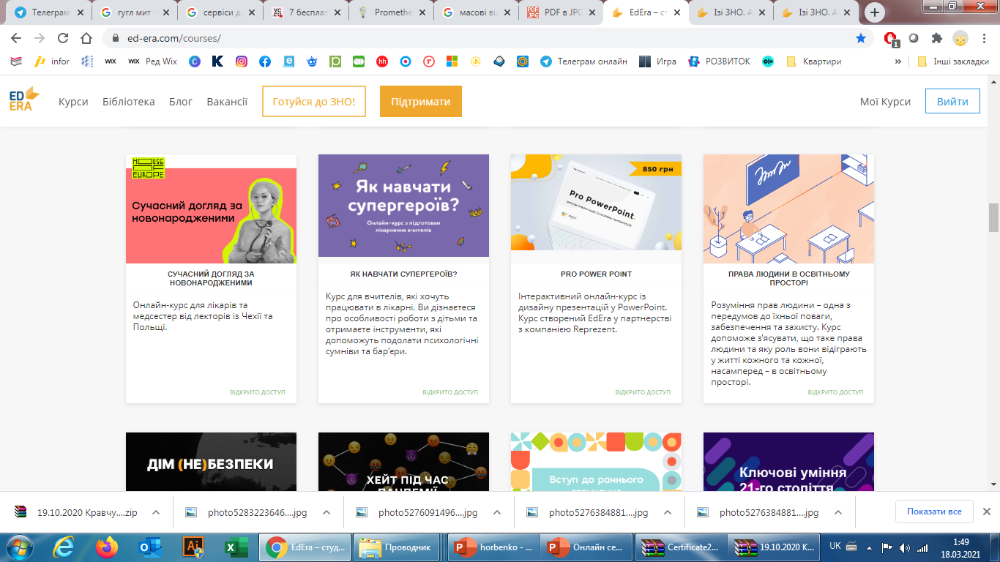 Телеграм
гугл мит -
сервіси д
7 бесплат
Promethe
масові ві
PDF в JPG
EdEra – ст
Ізі ЗНО. А
Ізі ЗНО. А
ed-era.com/courses/
1
infor
WIX
WIX Ред Wix
Телеграм онлайн
Игра
РОЗВИТОК
Квартири
»
Інші закладки
ED
ERA
Курси
Бібліотека
Блог
Вакансії
Готуйся до ЗНО!
Підтримати
Мої Курси
Вийти
HOUSE
OF
EUROPE
Сучасний догляд за
новонародженими
СУЧАСНИЙ ДОГЛЯД ЗА
НОВОНАРОДЖЕНИМИ
Онлайн-курс для лікарів та
медсестер від лекторів із Чехії та
Польщі.
ВІДКРИТО ДОСТУП
Як навчати
супергероїв?
Онлайн-курс з підготовки
лікарняних вчителів
ЯК НАВЧАТИ СУПЕРГЕРОЇВ?
Курс для вчителів, які хочуть
працювати в лікарні. Ви дізнаєтеся
про особливості роботи з дітьми та
отримаєте інструменти, які
допоможуть подолати психологічні
сумніви та бар'єри.
ВІДКРИТО ДОСТУП
850 грн
Pro PowerPoint.
PRO POWER POINT
Інтерактивний онлайн-курс із
дизайну презентацій у PowerPoint.
Курс створений EdEra у партнерстві
з компанією Reprezent.
ВІДКРИТО ДОСТУП
ПРАВА ЛЮДИНИ В ОСВІТНЬОМУ
ПРОСТОРІ
Розуміння прав людини – одна з
передумов до їхньої поваги,
забезпечення та захисту. Курс
допоможе з'ясувати, що таке права
людини та яку роль вони відіграють
у житті кожного та кожної,
насамперед – в освітньому
просторі.
ВІДКРИТО ДОСТУП
ДІМ (НЕ)БЕЗПЕКИ
ХЕЙТ ПІД ЧАС
ПАНДЕМІЇ
Вступ до раннього
Ключові уміння
21-го століття
19.10.2020 Кравчу....zip
photo5283223646....jpg
photo5276091496....jpg
photo5276384881....jpg
photo5276384881....jpg
Показати все
EdEra – студ...
Проводник
horbenko - ...
Онлайн се...
Certificate2...
19.10.2020 К...
UK
1:49
18.03.2021